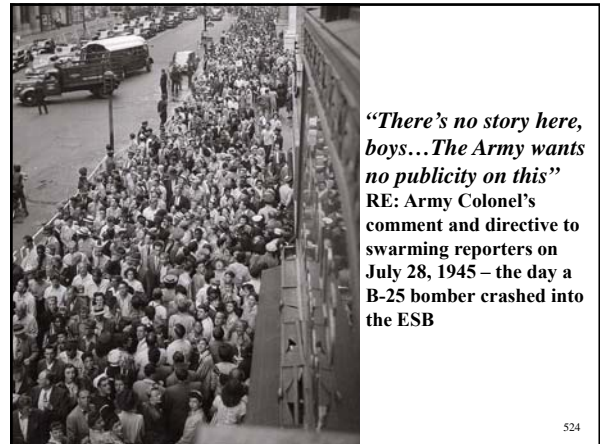 “There’s no story here,
boys…The Army wants
no publicity on this”
RE: Army Colonel’s
comment and directive to
swarming reporters on
July 28, 1945 – the day a
B-25 bomber crashed into
the ESB
524